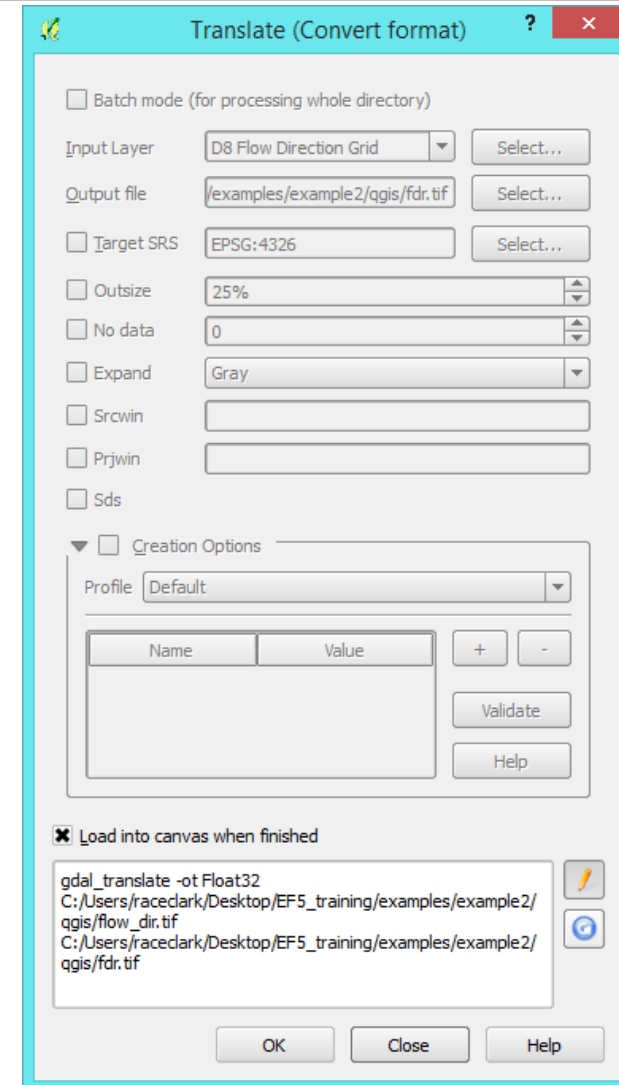 Translate (Convert format)
?
×
Batch mode (for processing whole directory)
Input Layer
D8 Flow Direction Grid
Select...
Output file
/examples/example2/qgis/fdr.tif
Select...
Target SRS
EPSG:4326
Select...
Outsize
25%
No data
0
Expand
Gray
Srcwin
Prjwin
Sds
Creation Options
Profile
Default
Name
Value
+
-
Validate
Help
Load into canvas when finished
gdal_translate -ot Float32
C:/Users/raceclark/Desktop/EF5_training/examples/example2/
qgis/flow_dir.tif
C:/Users/raceclark/Desktop/EF5_training/examples/example2/
qgis/fdr.tif
OK
Close
Help